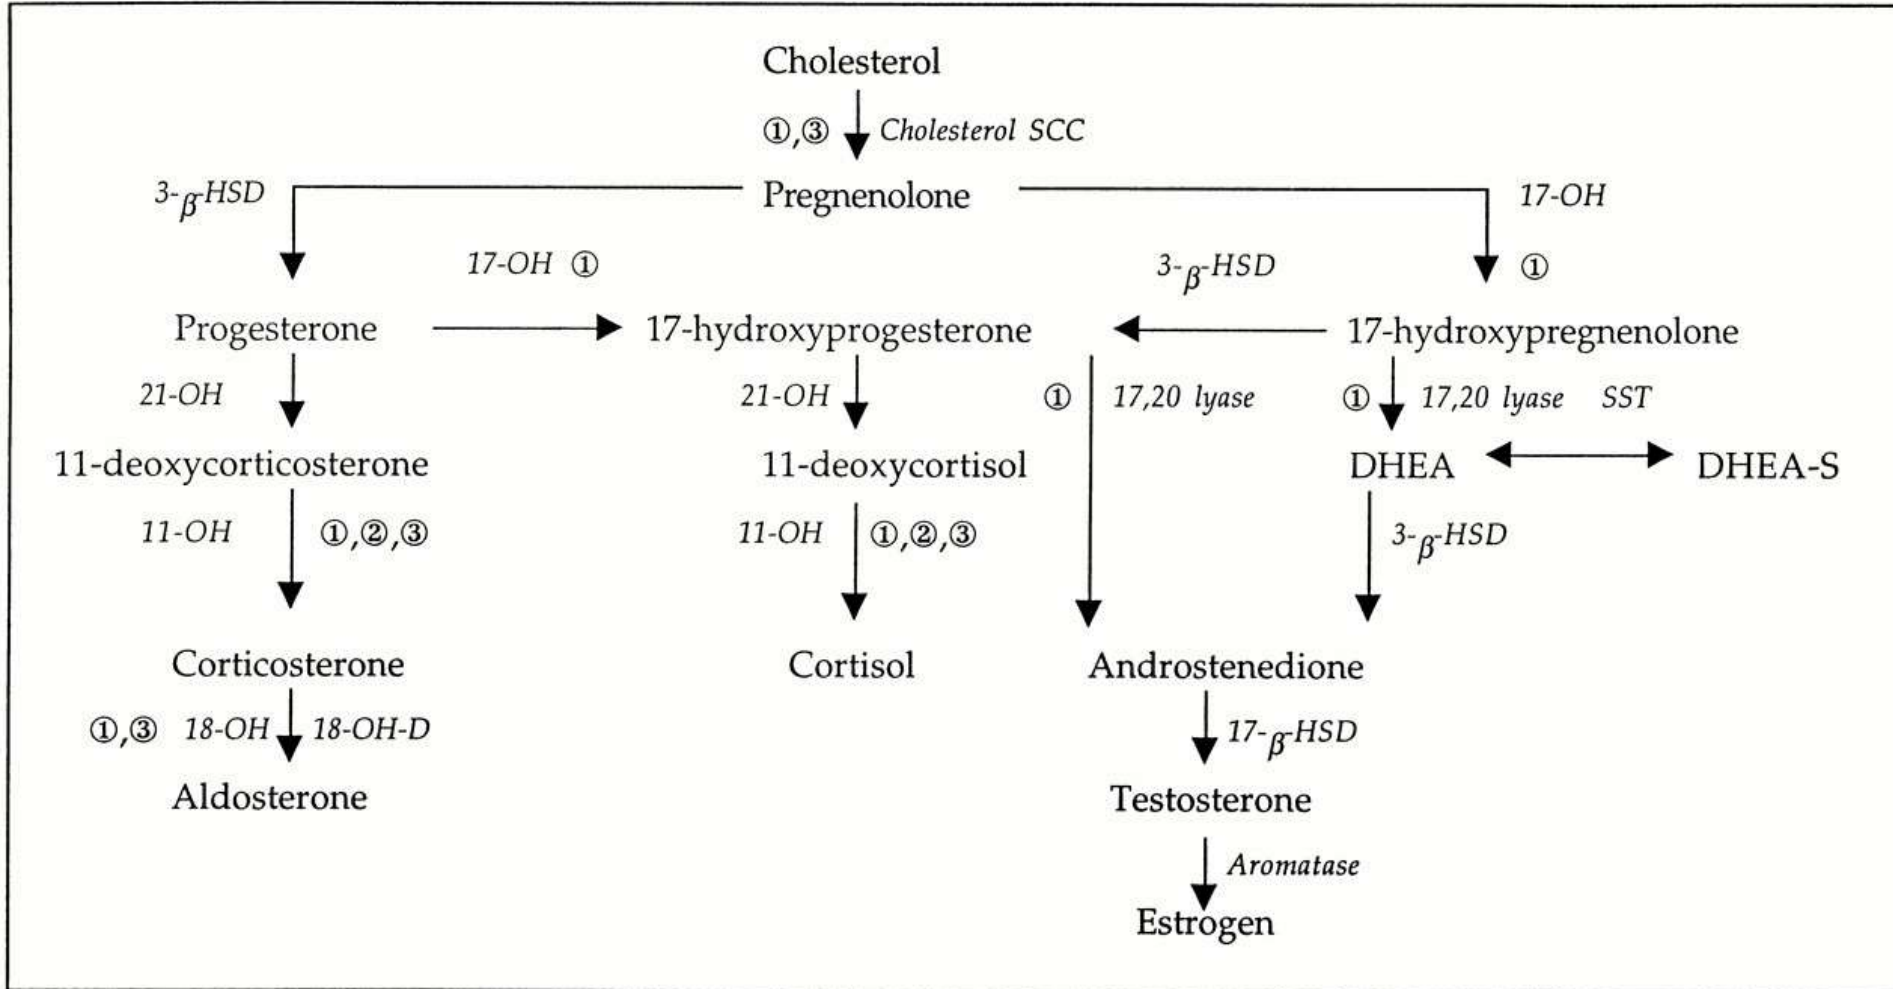 Cholesterol
①,③ Cholesterol SCC
3-β-HSD Pregnenolone 17-OH
17-OH ① 3-β-HSD ①
Progesterone 17-hydroxyprogesterone 17-hydroxypregnenolone
21-OH 21-OH ① 17,20 lyase ① 17,20 lyase SST
11-deoxycorticosterone 11-deoxycortisol DHEA DHEA-S
11-OH ①,②,③ 11-OH ①,②,③ 3-β-HSD
Corticosterone Cortisol Androstenedione
①,③ 18-OH 18-OH-D 17-β-HSD
Aldosterone Testosterone
Aromatase
Estrogen